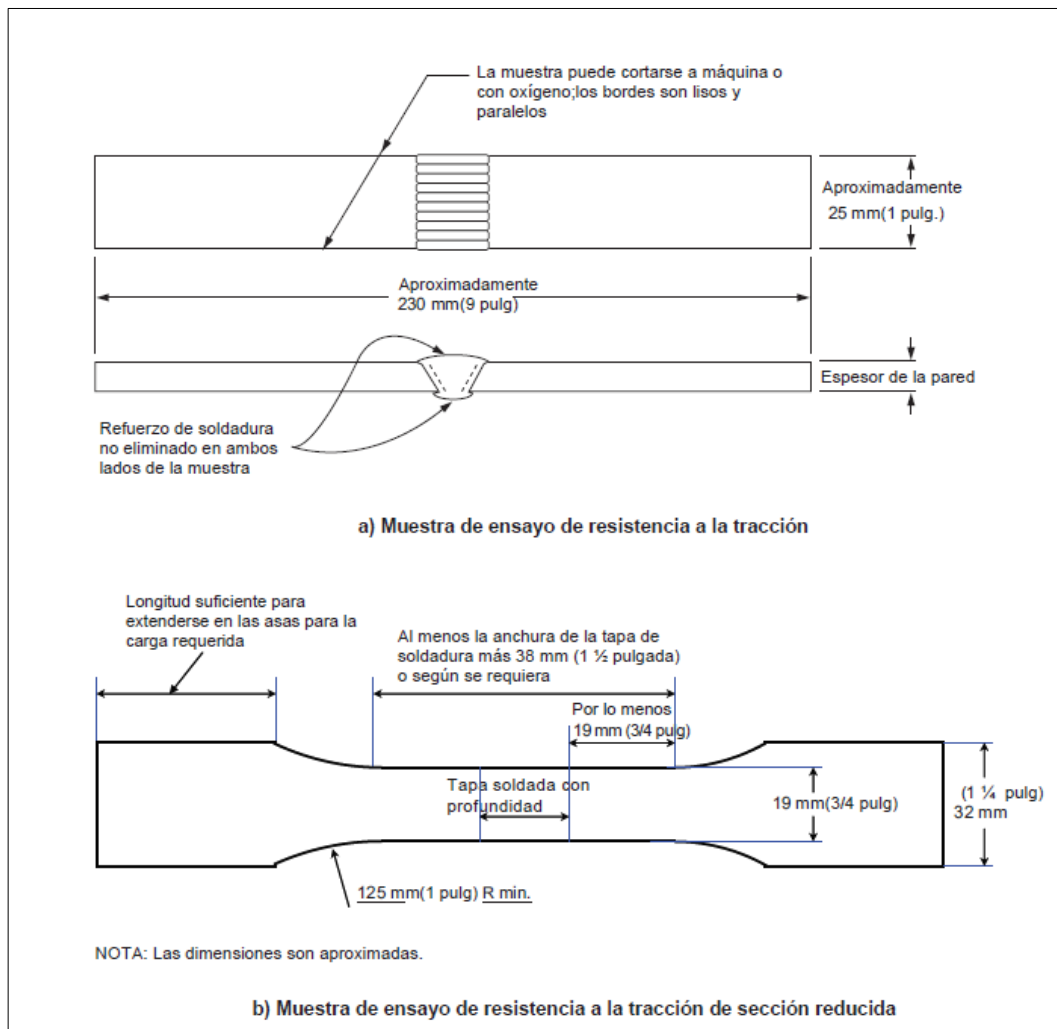 La muestra puede cortarse a máquina o
con oxígeno;los bordes son lisos y
paralelos
Aproximadamente
25 mm(1 pulg.)
Aproximadamente
230 mm(9 pulg)
Espesor de la pared
Refuerzo de soldadura
no eliminado en ambos
lados de la muestra
a) Muestra de ensayo de resistencia a la tracción
Longitud suficiente para
extenderse en las asas para la
carga requerida
Al menos la anchura de la tapa de
soldadura más 38 mm (1 ½ pulgada)
o según se requiera
Por lo menos
19 mm (3/4 pulg)
Tapa soldada con
profundidad
19 mm(3/4 pulg)
(1 ¼ pulg)
32 mm
125 mm(1 pulg) R min.
NOTA: Las dimensiones son aproximadas.
b) Muestra de ensayo de resistencia a la tracción de sección reducida